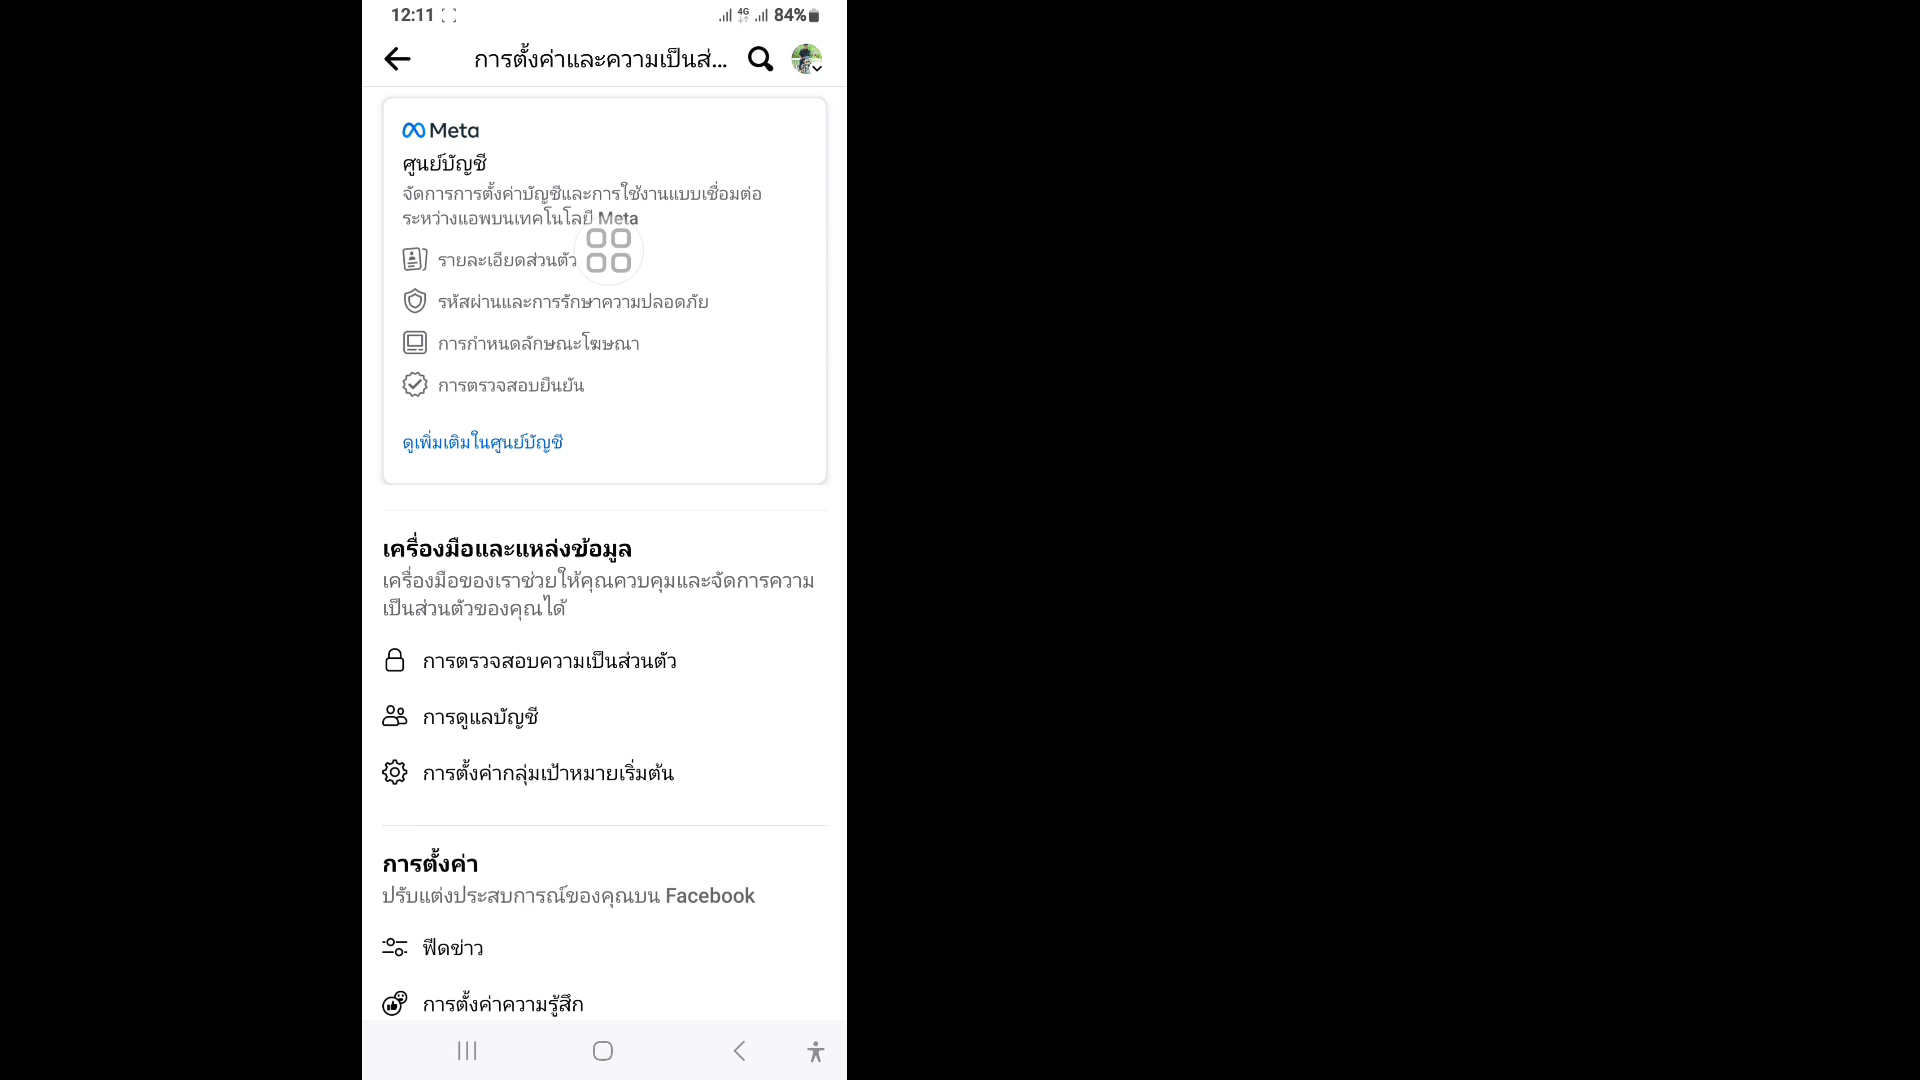 12:11
4G
84%
การตั้งค่าและความเป็นส่...
Meta
ศูนย์บัญชี
จัดการการตั้งค่าบัญชีและการใช้งานแบบเชื่อมต่อ
ระหว่างแอพบนเทคโนโลยี Meta
รายละเอียดส่วนตัว
รหัสผ่านและการรักษาความปลอดภัย
การกำหนดลักษณะโฆษณา
การตรวจสอบยืนยัน
ดูเพิ่มเติมในศูนย์บัญชี
เครื่องมือและแหล่งข้อมูล
เครื่องมือของเราช่วยให้คุณควบคุมและจัดการความ
เป็นส่วนตัวของคุณได้
การตรวจสอบความเป็นส่วนตัว
การดูแลบัญชี
การตั้งค่ากลุ่มเป้าหมายเริ่มต้น
การตั้งค่า
ปรับแต่งประสบการณ์ของคุณบน Facebook
ฟีดข่าว
การตั้งค่าความรู้สึก